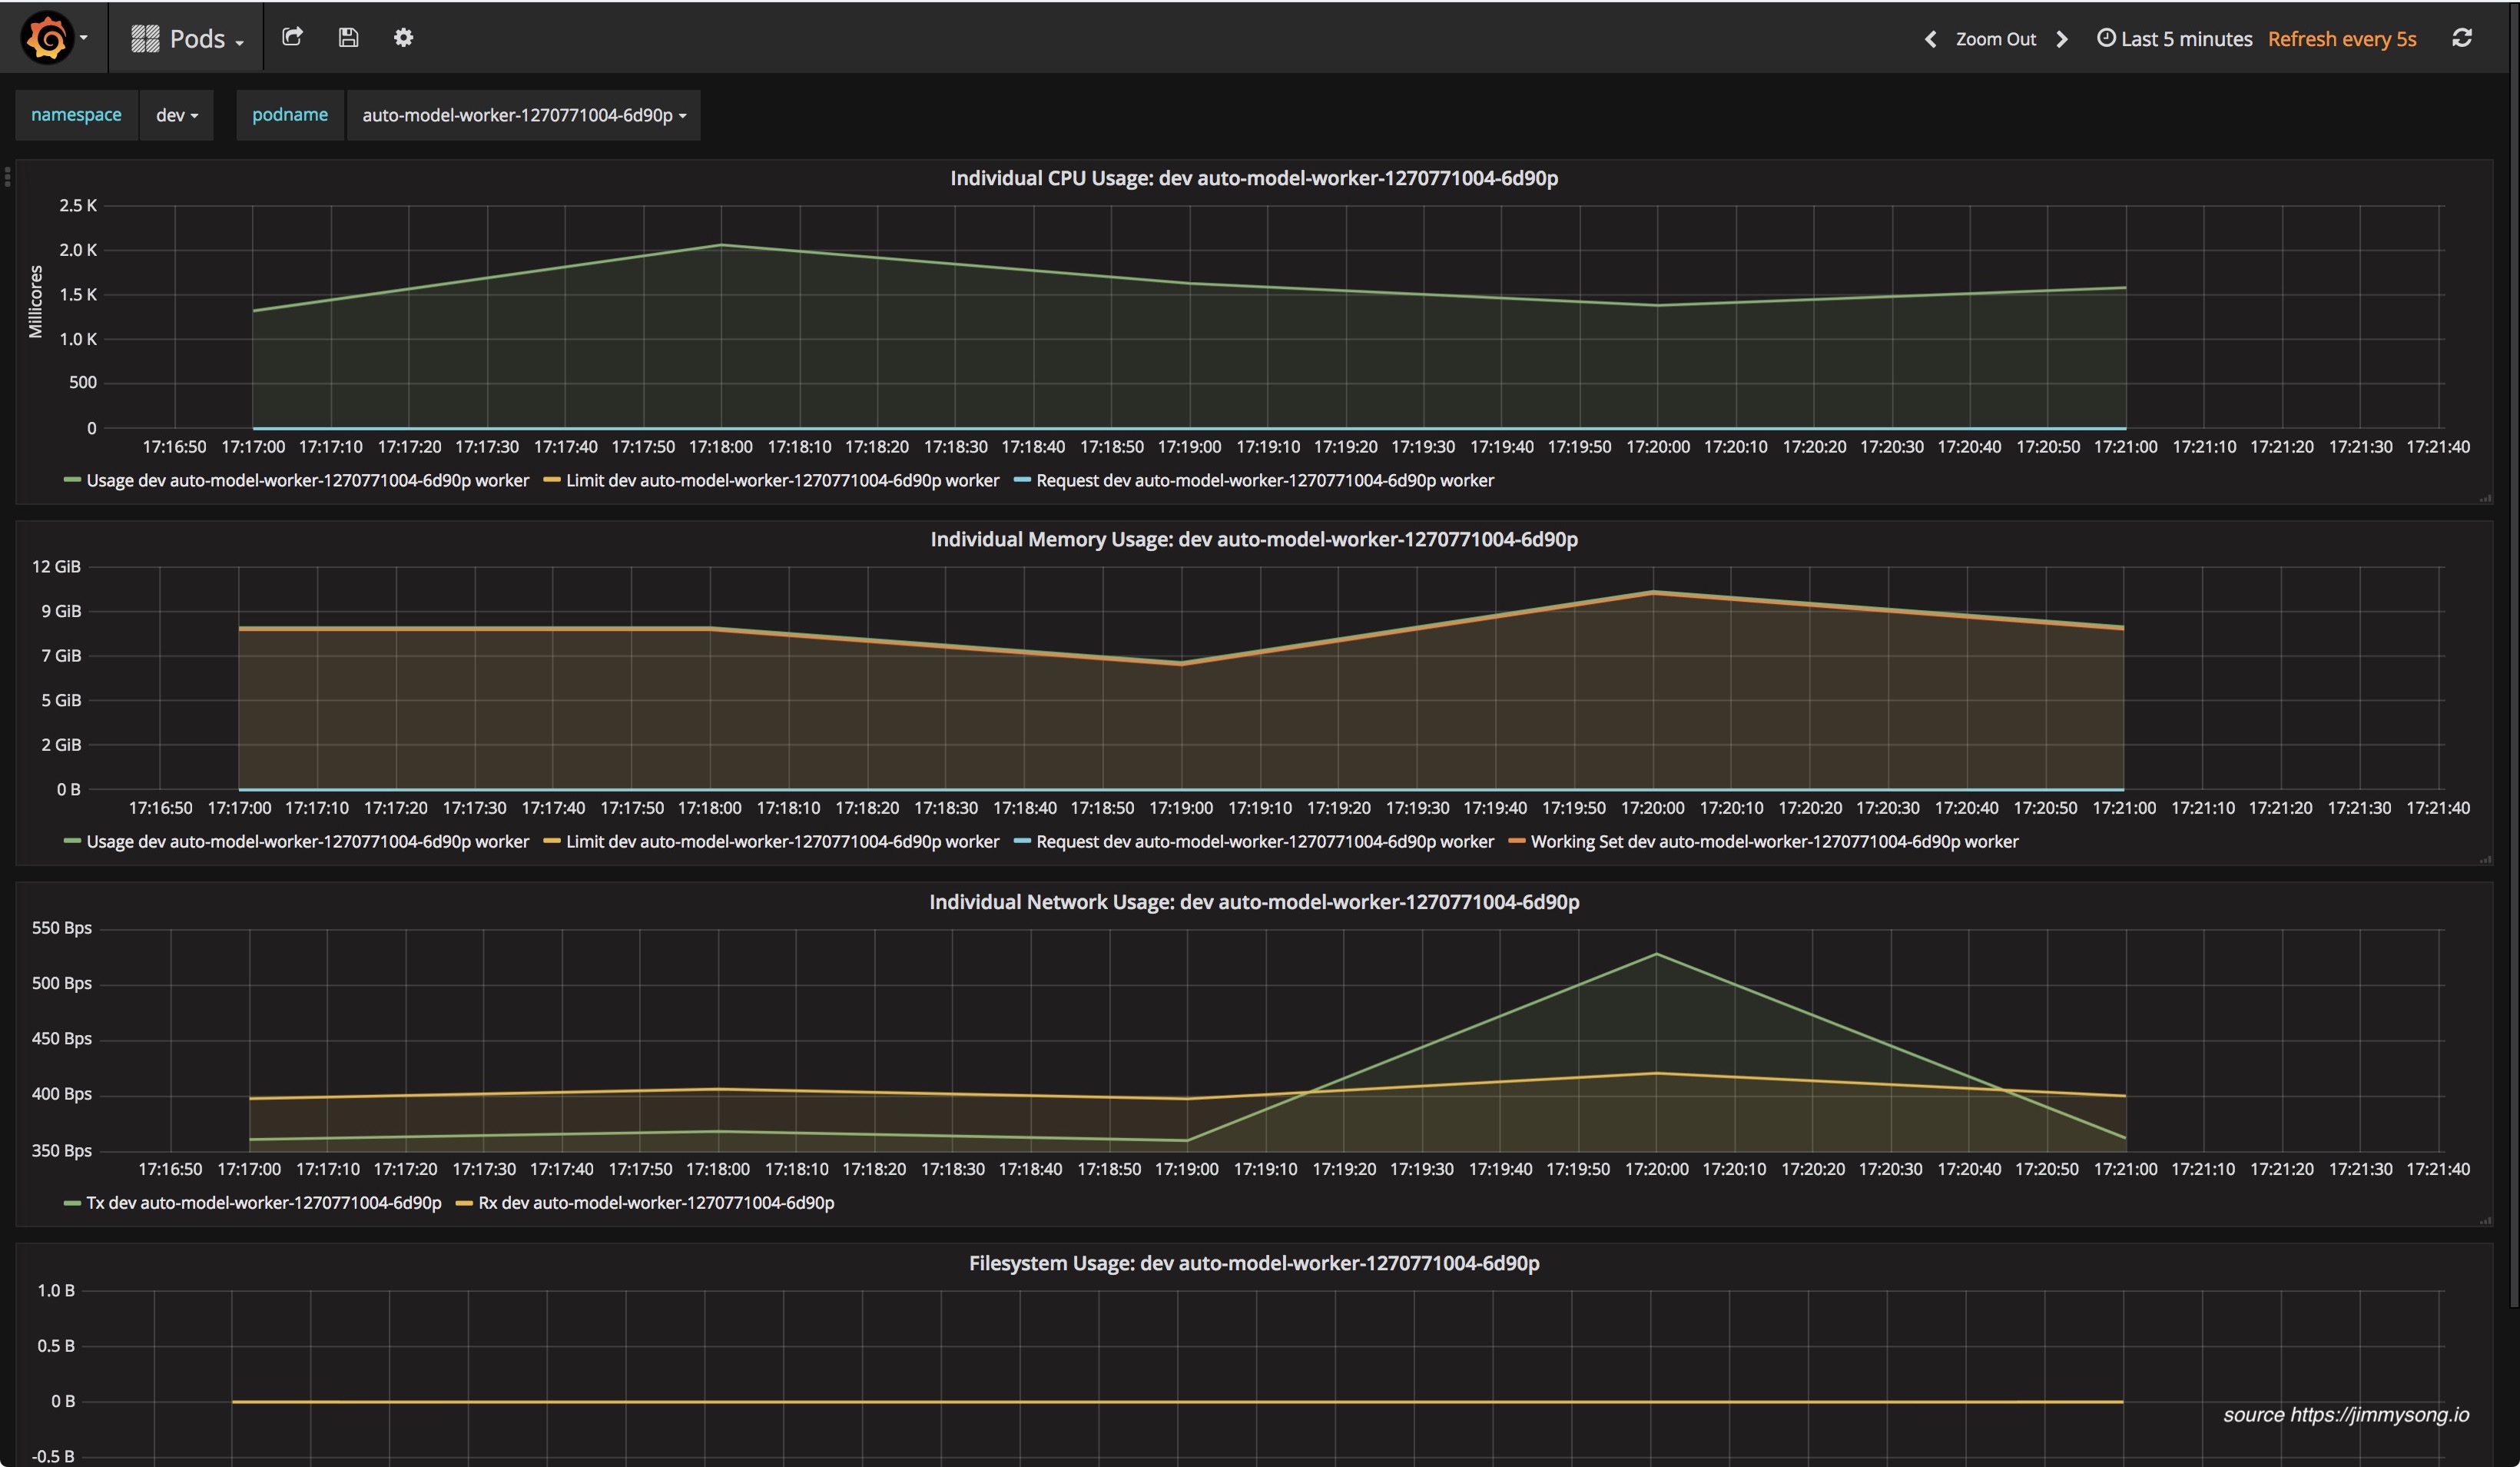 Pods
Zoom Out Last 5 minutes Refresh every 5s
namespace dev podname auto-model-worker-1270771004-6d90p
Individual CPU Usage: dev auto-model-worker-1270771004-6d90p
Millicores
2.5 K
2.0 K
1.5 K
1.0 K
500
0
17:16:50 17:17:00 17:17:10 17:17:20 17:17:30 17:17:40 17:17:50 17:18:00 17:18:10 17:18:20 17:18:30 17:18:40 17:18:50 17:19:00 17:19:10 17:19:20 17:19:30 17:19:40 17:19:50 17:20:00 17:20:10 17:20:20 17:20:30 17:20:40 17:20:50 17:21:00 17:21:10 17:21:20 17:21:30 17:21:40
Usage dev auto-model-worker-1270771004-6d90p worker Limit dev auto-model-worker-1270771004-6d90p worker Request dev auto-model-worker-1270771004-6d90p worker
Individual Memory Usage: dev auto-model-worker-1270771004-6d90p
12 GiB
9 GiB
7 GiB
5 GiB
2 GiB
0 B
17:16:50 17:17:00 17:17:10 17:17:20 17:17:30 17:17:40 17:17:50 17:18:00 17:18:10 17:18:20 17:18:30 17:18:40 17:18:50 17:19:00 17:19:10 17:19:20 17:19:30 17:19:40 17:19:50 17:20:00 17:20:10 17:20:20 17:20:30 17:20:40 17:20:50 17:21:00 17:21:10 17:21:20 17:21:30 17:21:40
Usage dev auto-model-worker-1270771004-6d90p worker Limit dev auto-model-worker-1270771004-6d90p worker Request dev auto-model-worker-1270771004-6d90p worker Working Set dev auto-model-worker-1270771004-6d90p worker
Individual Network Usage: dev auto-model-worker-1270771004-6d90p
550 Bps
500 Bps
450 Bps
400 Bps
350 Bps
17:16:50 17:17:00 17:17:10 17:17:20 17:17:30 17:17:40 17:17:50 17:18:00 17:18:10 17:18:20 17:18:30 17:18:40 17:18:50 17:19:00 17:19:10 17:19:20 17:19:30 17:19:40 17:19:50 17:20:00 17:20:10 17:20:20 17:20:30 17:20:40 17:20:50 17:21:00 17:21:10 17:21:20 17:21:30 17:21:40
Tx dev auto-model-worker-1270771004-6d90p Rx dev auto-model-worker-1270771004-6d90p
Filesystem Usage: dev auto-model-worker-1270771004-6d90p
1.0 B
0.5 B
0 B
-0.5 B
source https://jimmysong.io